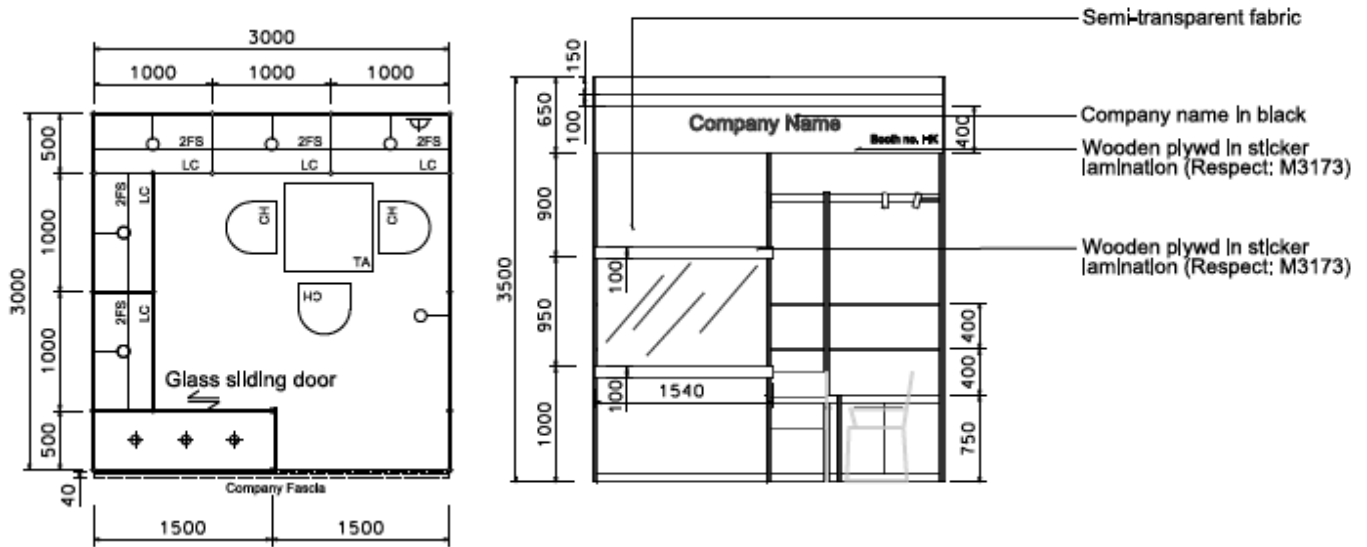 3000
1000
1000
1000
3000
500
1000
1000
500
40
2FS
2FS
2FS
LC
LC
LC
2FS
LC
2FS
LC
CH
CH
TA
CH
Glass sliding door
Company Fascia
1500
1500
3500
150
650
100
900
950
1000
100
100
1540
Company Name
Booth no. HK
400
400
400
750
Semi-transparent fabric
Company name in black
Wooden plywd in sticker
lamination (Respect: M3173)
Wooden plywd in sticker
lamination (Respect: M3173)